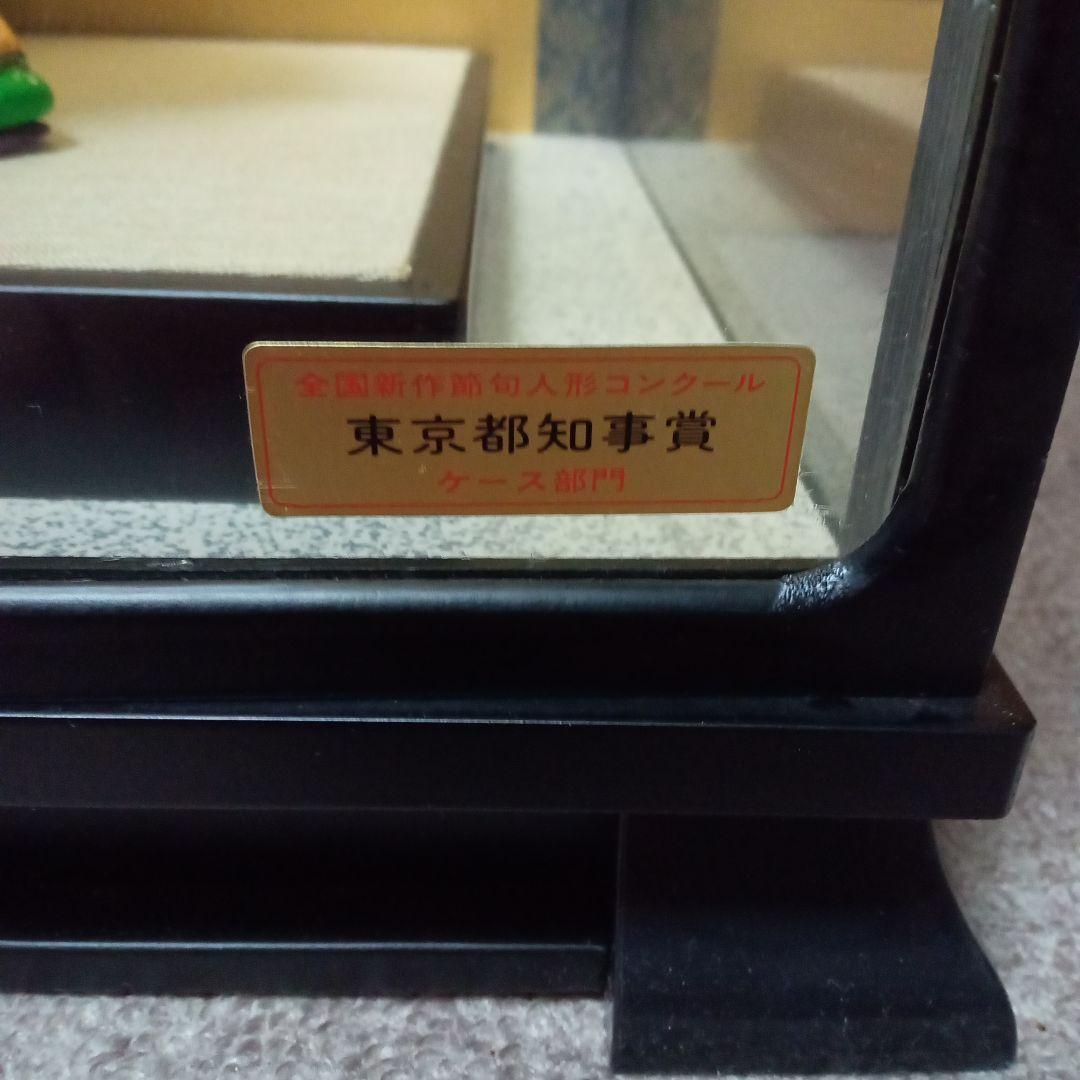 全国新作節句人形コンクール
東京都知事賞
ケース部門